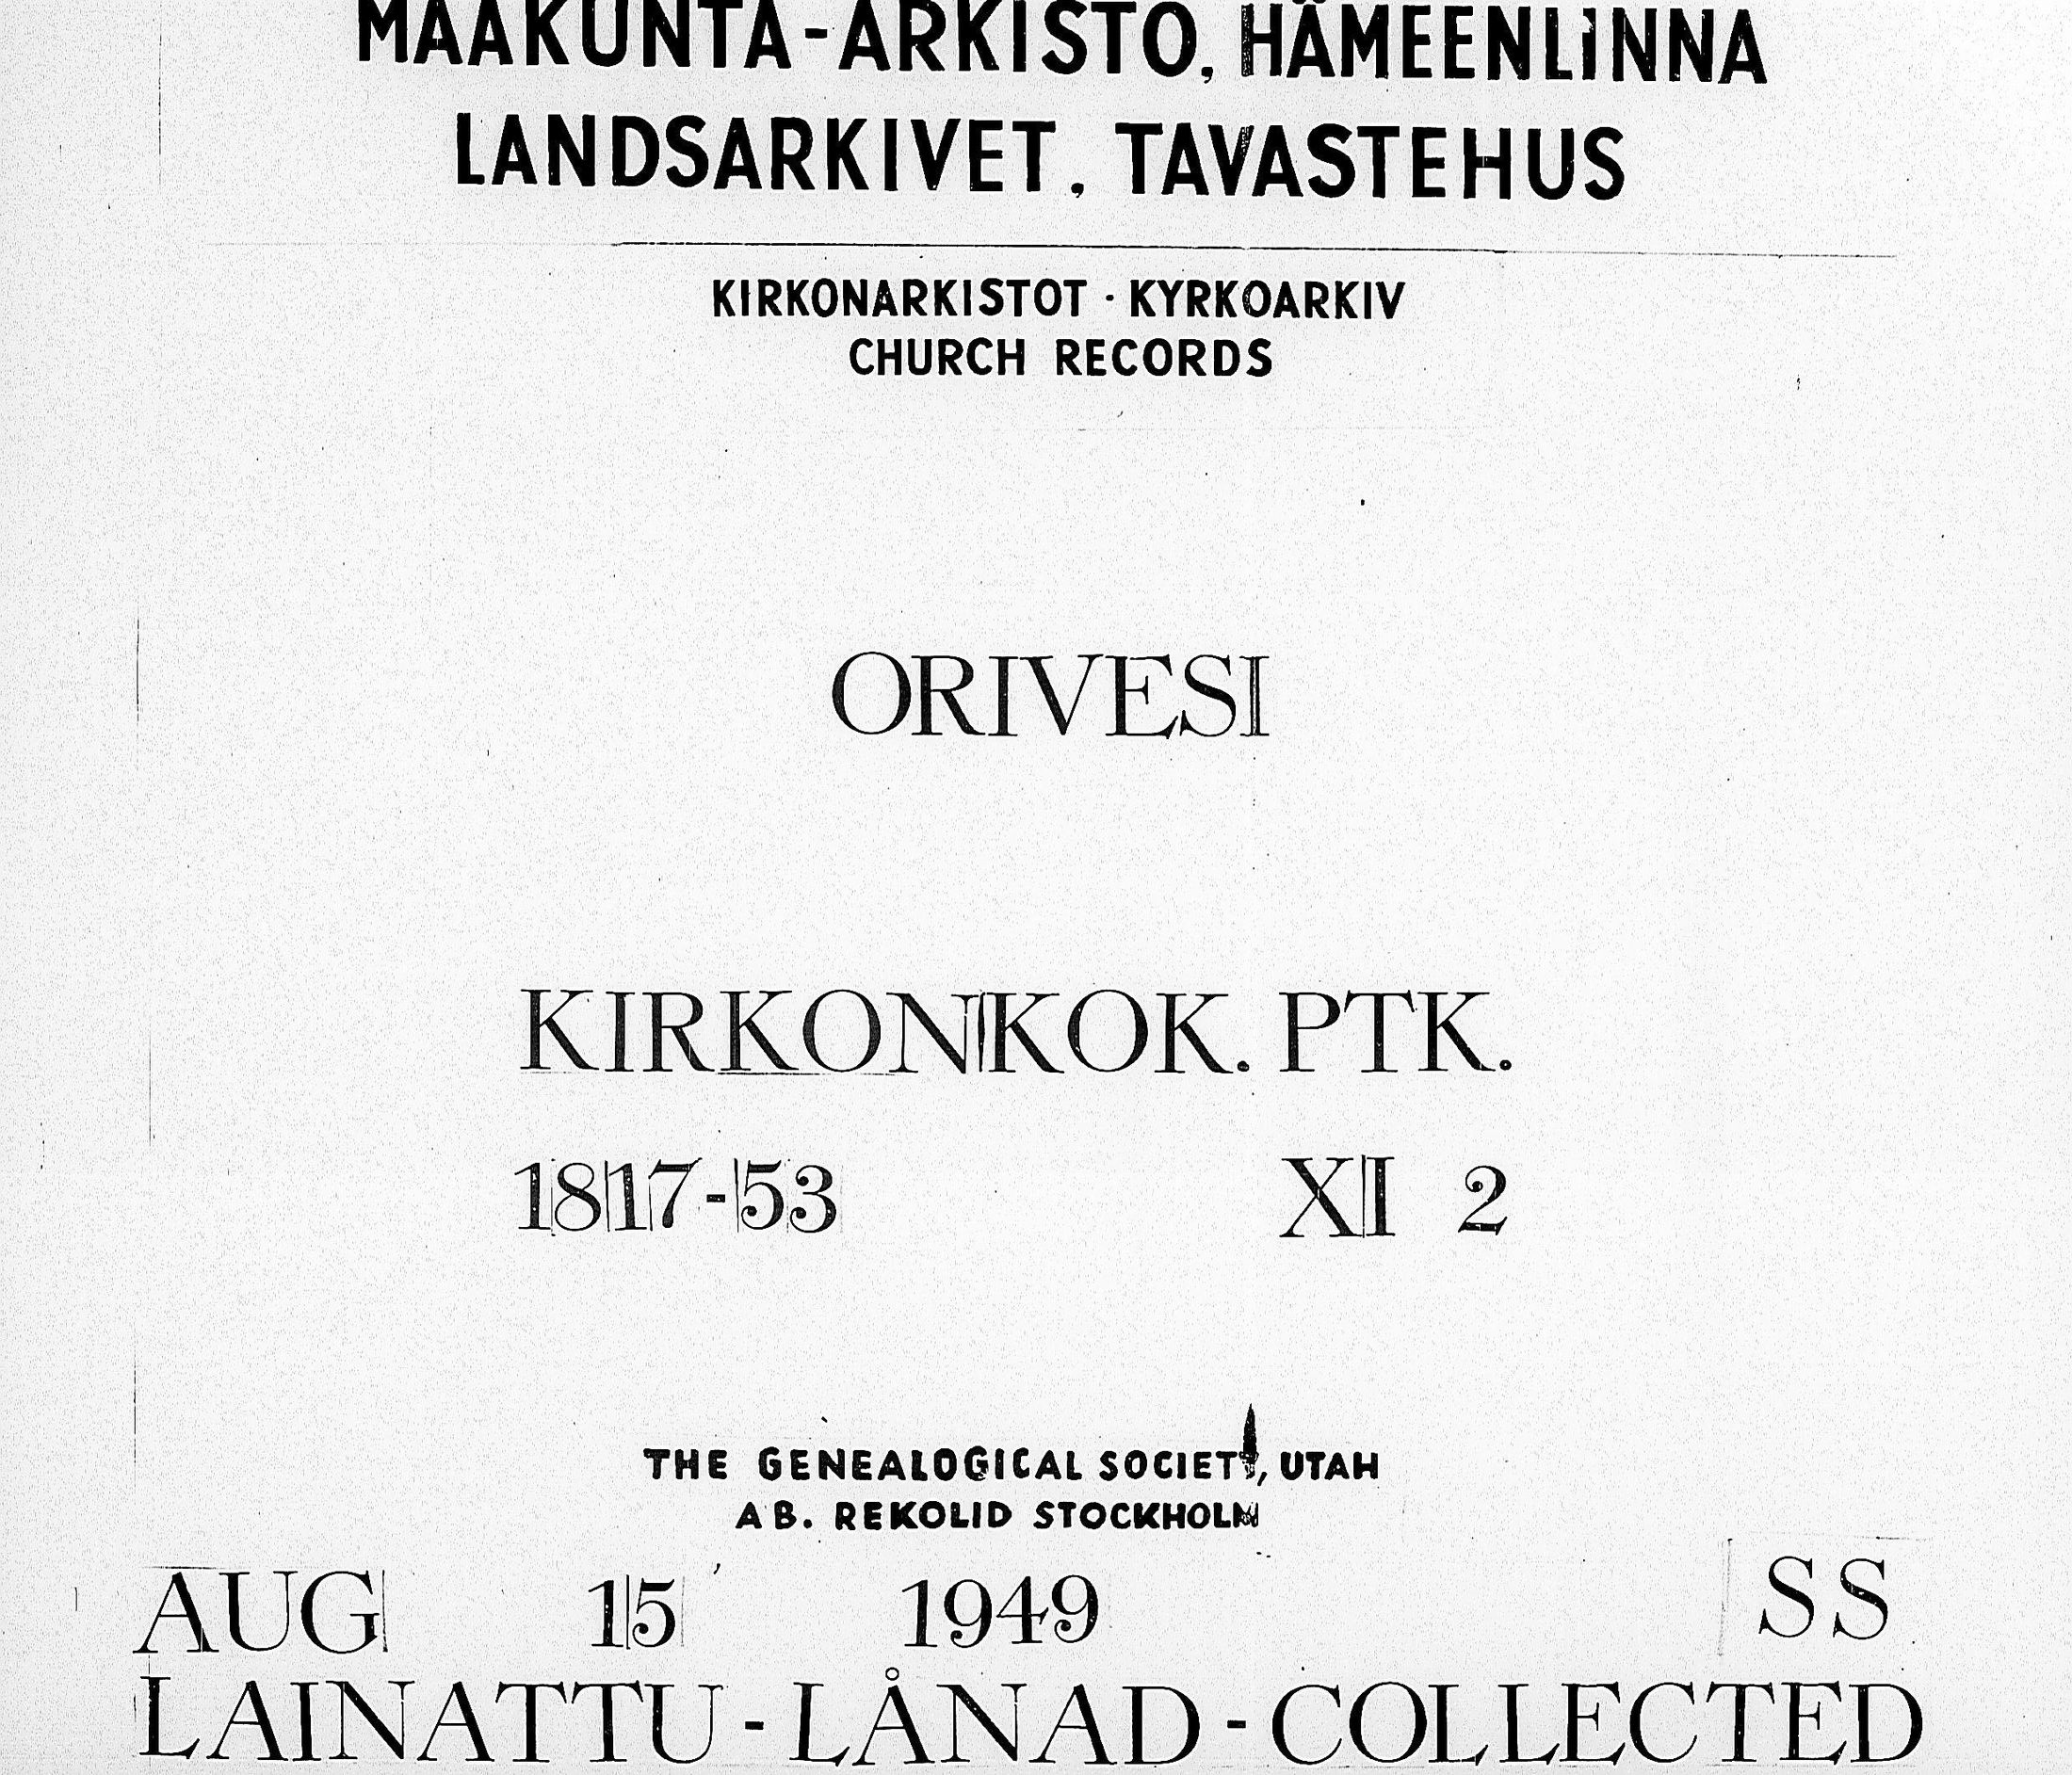 MAAKUNTA-ARKISTO, HÄMEENLINNA
LANDSARKIVET, TAVASTEHUS
KIRKONARKISTOT · KYRKOARKIV
CHURCH RECORDS
ORIVESI
KIRKONKOK. PTK.
1817-53 XI 2
THE GENEALOGICAL SOCIETY, UTAH
AB. REKOLID STOCKHOLM
AUG 15 1949 SS
LAINATTU - LÅNAD - COLLECTED